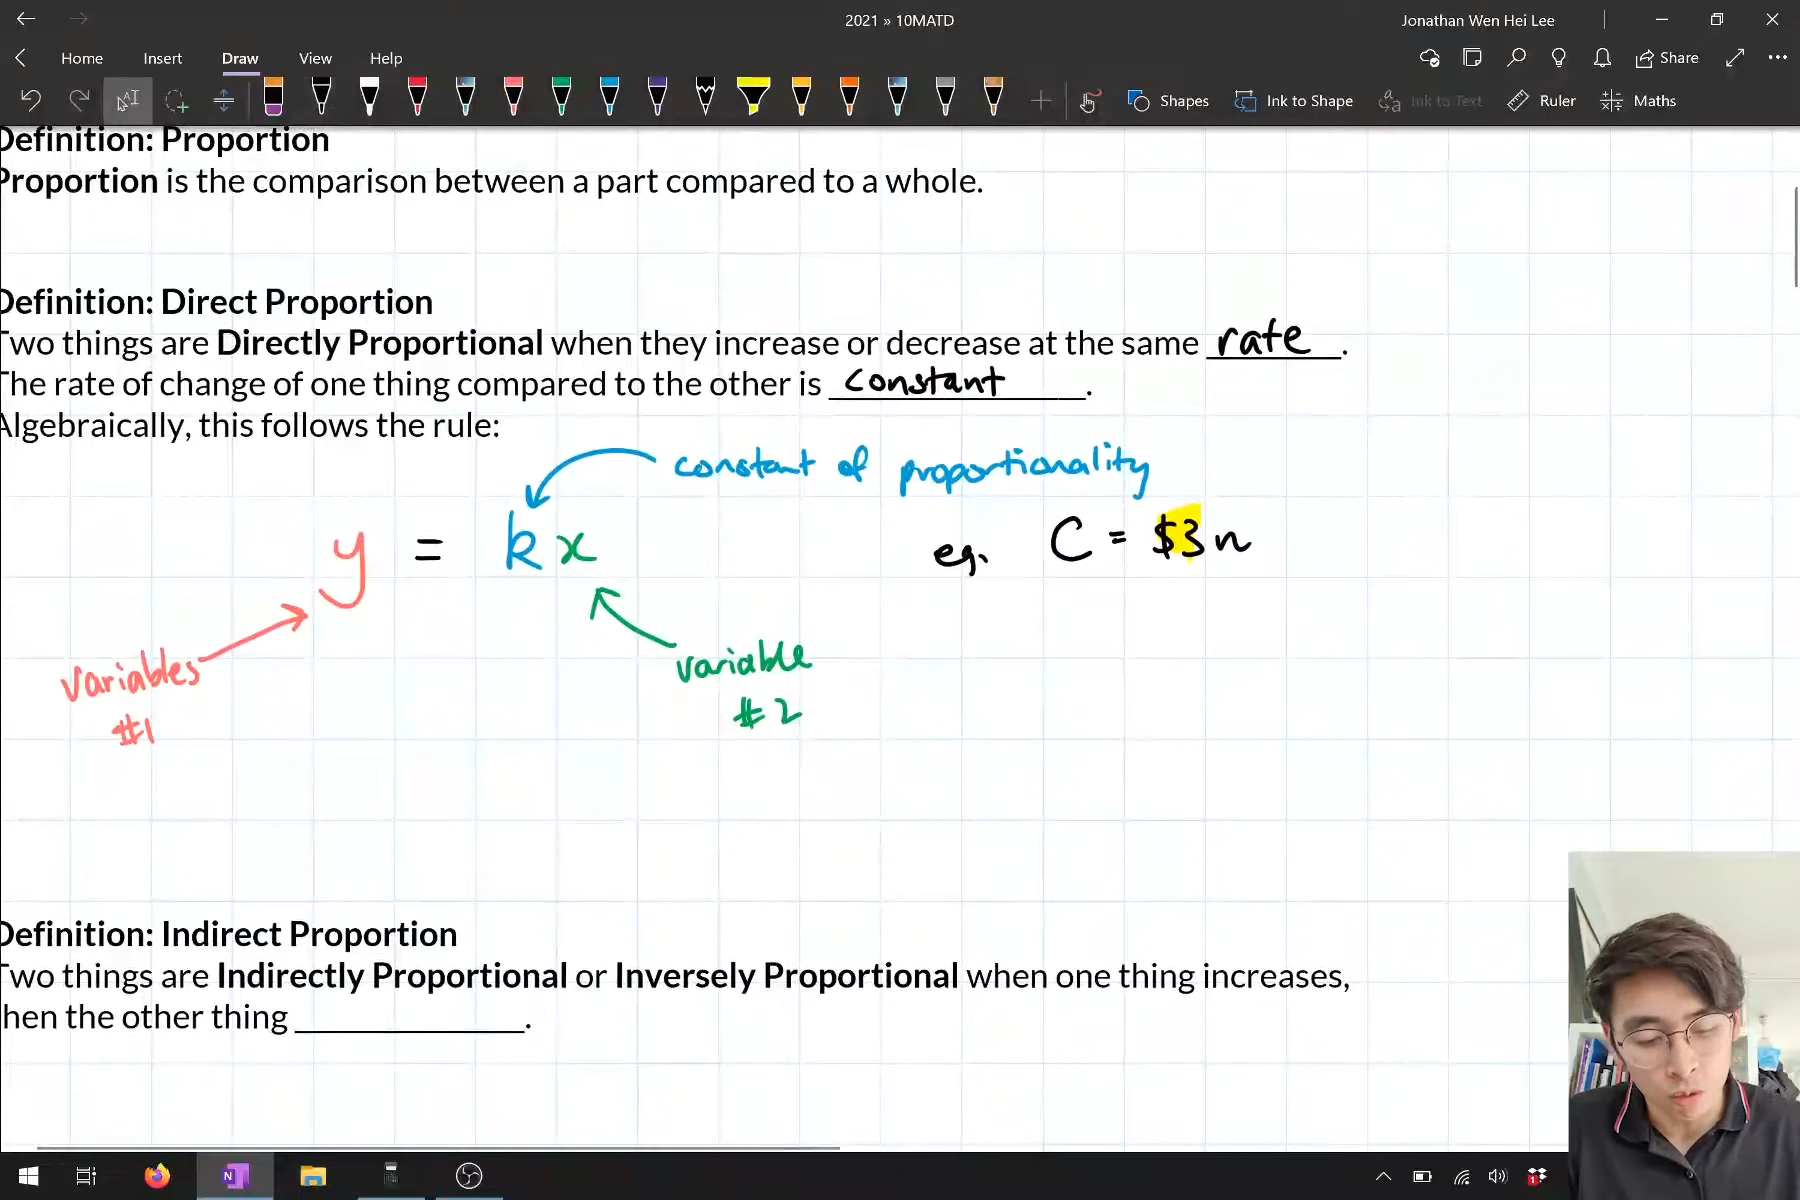 2021 » 10MATD
Jonathan Wen Hei Lee
Home Insert Draw View Help
Share
Shapes Ink to Shape Ink to Text Ruler Maths
Definition: Proportion
Proportion is the comparison between a part compared to a whole.
Definition: Direct Proportion
Two things are Directly Proportional when they increase or decrease at the same rate.
The rate of change of one thing compared to the other is constant.
Algebraically, this follows the rule:
constant of proportionality
y = kx
eg. C = $3n
variables
#1
variable
#2
Definition: Indirect Proportion
Two things are Indirectly Proportional or Inversely Proportional when one thing increases,
hen the other thing ______________.